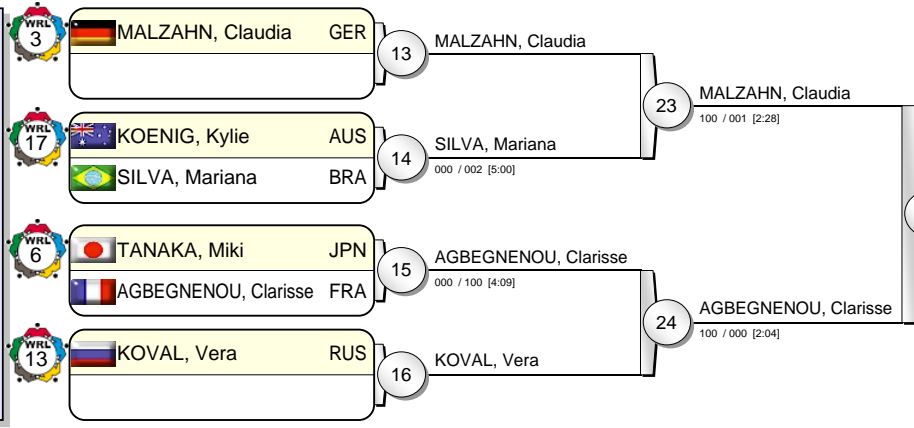 WRL 3 MALZAHN, Claudia GER
13 MALZAHN, Claudia
WRL 17 KOENIG, Kylie AUS
SILVA, Mariana BRA
14 SILVA, Mariana
000 / 002 [5:00]
23 MALZAHN, Claudia
100 / 001 [2:28]
WRL 6 TANAKA, Miki JPN
AGBEGNENOU, Clarisse FRA
15 AGBEGNENOU, Clarisse
000 / 100 [4:09]
WRL 13 KOVAL, Vera RUS
16 KOVAL, Vera
24 AGBEGNENOU, Clarisse
100 / 000 [2:04]